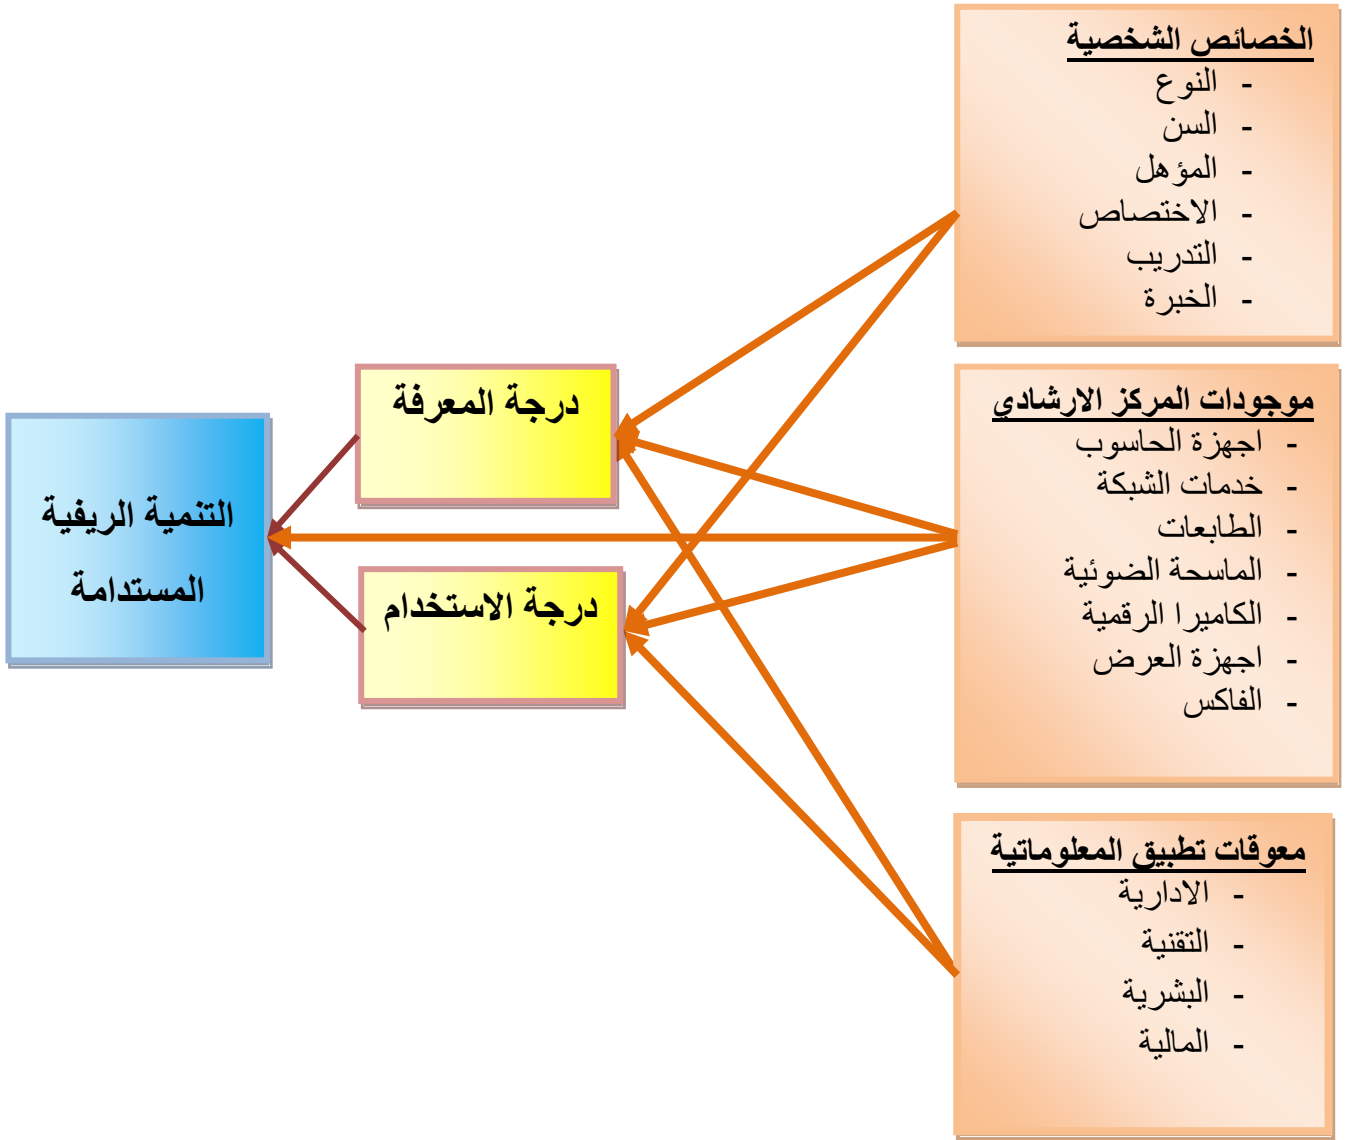 الخصائص الشخصية
- النوع
- السن
- المؤهل
- الاختصاص
- التدريب
- الخبرة
موجودات المركز الارشادي
- اجهزة الحاسوب
- خدمات الشبكة
- الطابعات
- الماسحة الضوئية
- الكاميرا الرقمية
- اجهزة العرض
- الفاكس
معوقات تطبيق المعلوماتية
- الادارية
- التقنية
- البشرية
- المالية
درجة المعرفة
درجة الاستخدام
التنمية الريفية
المستدامة